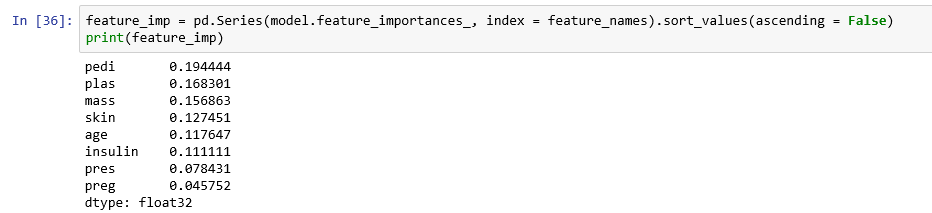 In [36]: feature_imp = pd.Series(model.feature_importances_, index = feature_names).sort_values(ascending = False)
print(feature_imp)
pedi       0.194444
plas       0.168301
mass       0.156863
skin       0.127451
age        0.117647
insulin    0.111111
pres       0.078431
preg       0.045752
dtype: float32